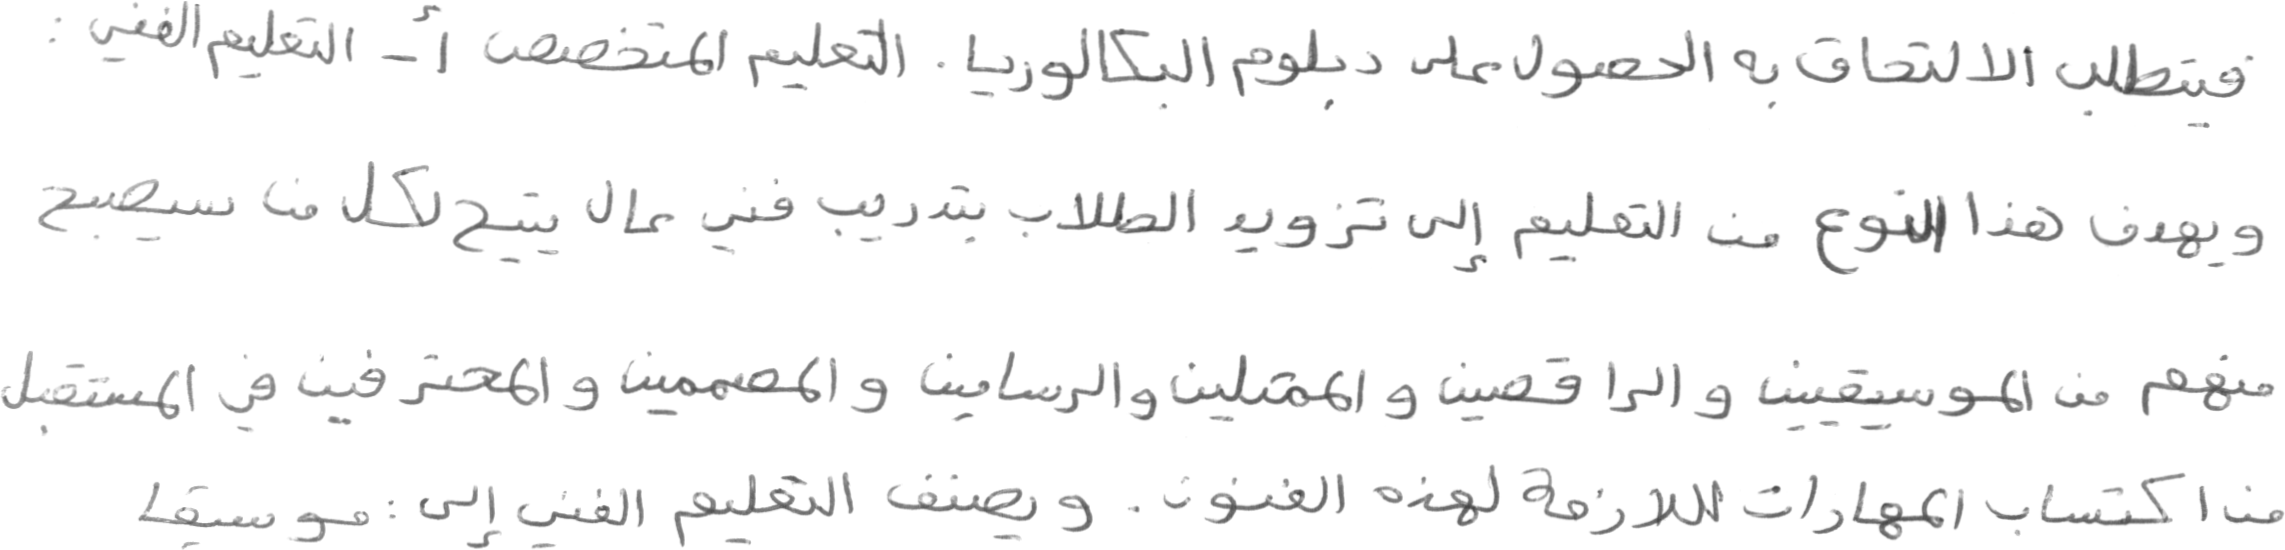 فيتطلب الالتحاق به الحصول على دبلوم البكالوريا. التعليم المتخصص أ- التعليم الفني :
ويهدف هذا النوع من التعليم إلى تزويد الطلاب بتدريب فني عال يتيح لكل من سيصبح
منهم من الموسيقيين والراقصين والممثلين والرسامين والمصممين والمحترفين في المستقبل
من اكتساب المهارات اللازمة لهذه الفنون. ويصنف التعليم الفني إلى: موسيقا